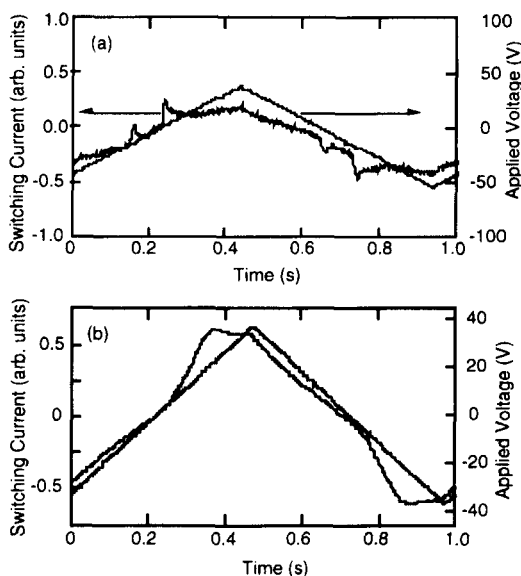 (a)
Switching Current (arb. units)
1.0
0.5
0.0
-0.5
-1.0
100
50
0
-50
-100
Applied Voltage (V)
0 0.2 0.4 0.6 0.8 1.0
Time (s)
(b)
Switching Current (arb. units)
0.5
0
-0.5
40
20
0
-20
-40
Applied Voltage (V)
0 0.2 0.4 0.6 0.8 1.0
Time (s)